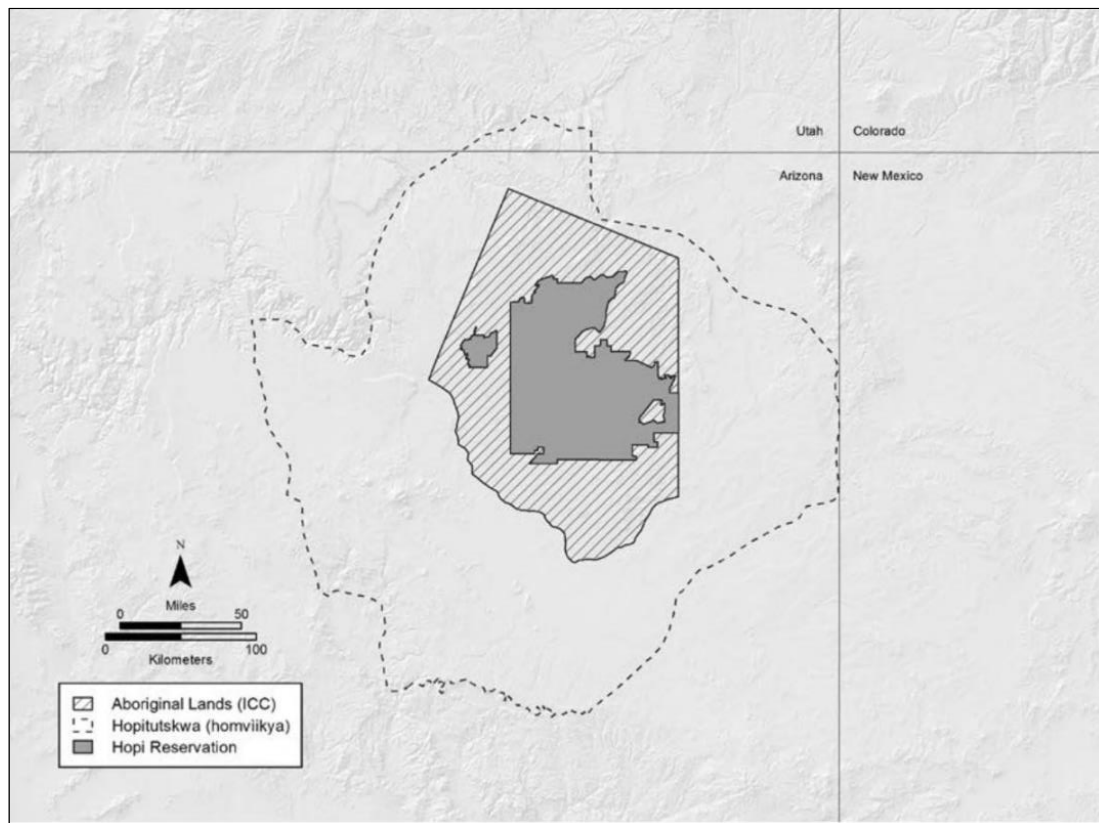 Utah Colorado
Arizona New Mexico
N
Miles
0 50
0 100
Kilometers
Aboriginal Lands (ICC)
Hopitutskwa (homviikya)
Hopi Reservation